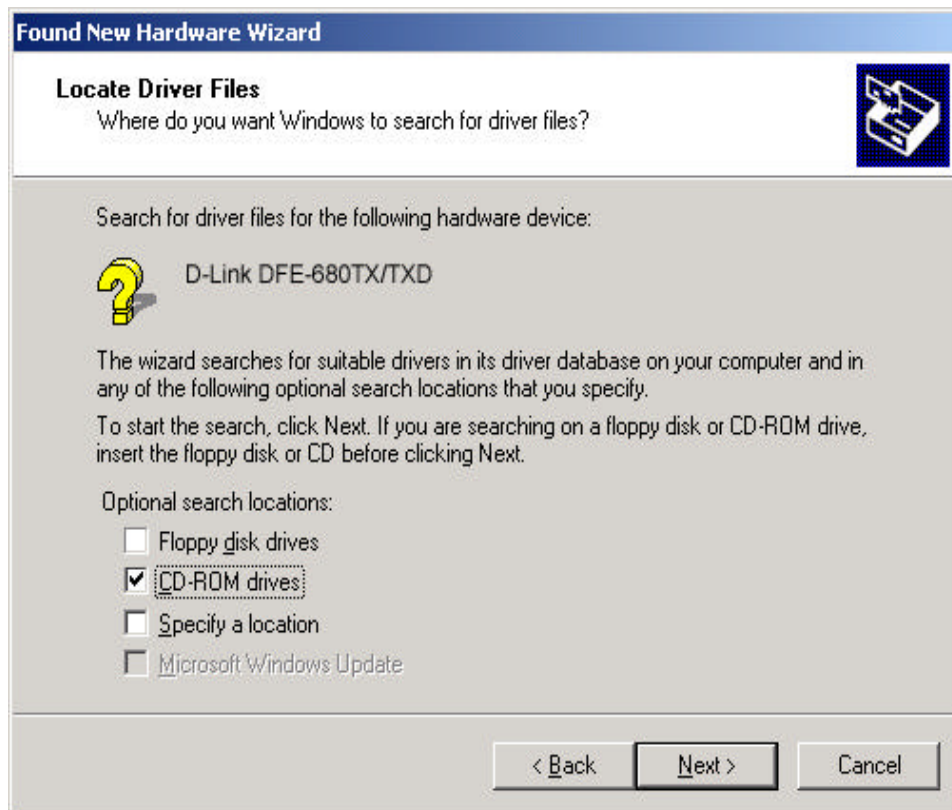 Found New Hardware Wizard
Locate Driver Files
Where do you want Windows to search for driver files?
Search for driver files for the following hardware device:
D-Link DFE-680TX/TXD
The wizard searches for suitable drivers in its driver database on your computer and in
any of the following optional search locations that you specify.
To start the search, click Next. If you are searching on a floppy disk or CD-ROM drive,
insert the floppy disk or CD before clicking Next.
Optional search locations:
Floppy disk drives
CD-ROM drives
Specify a location
Microsoft Windows Update
< Back Next > Cancel